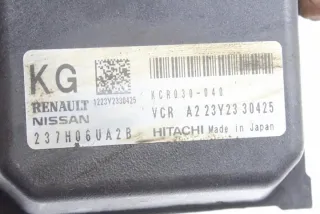 KG
KCR030-040
1223Y2330425
RENAULT
VCR A2 23Y23 30425
NISSAN
237H06UA2B
HITACHI Made in Japan